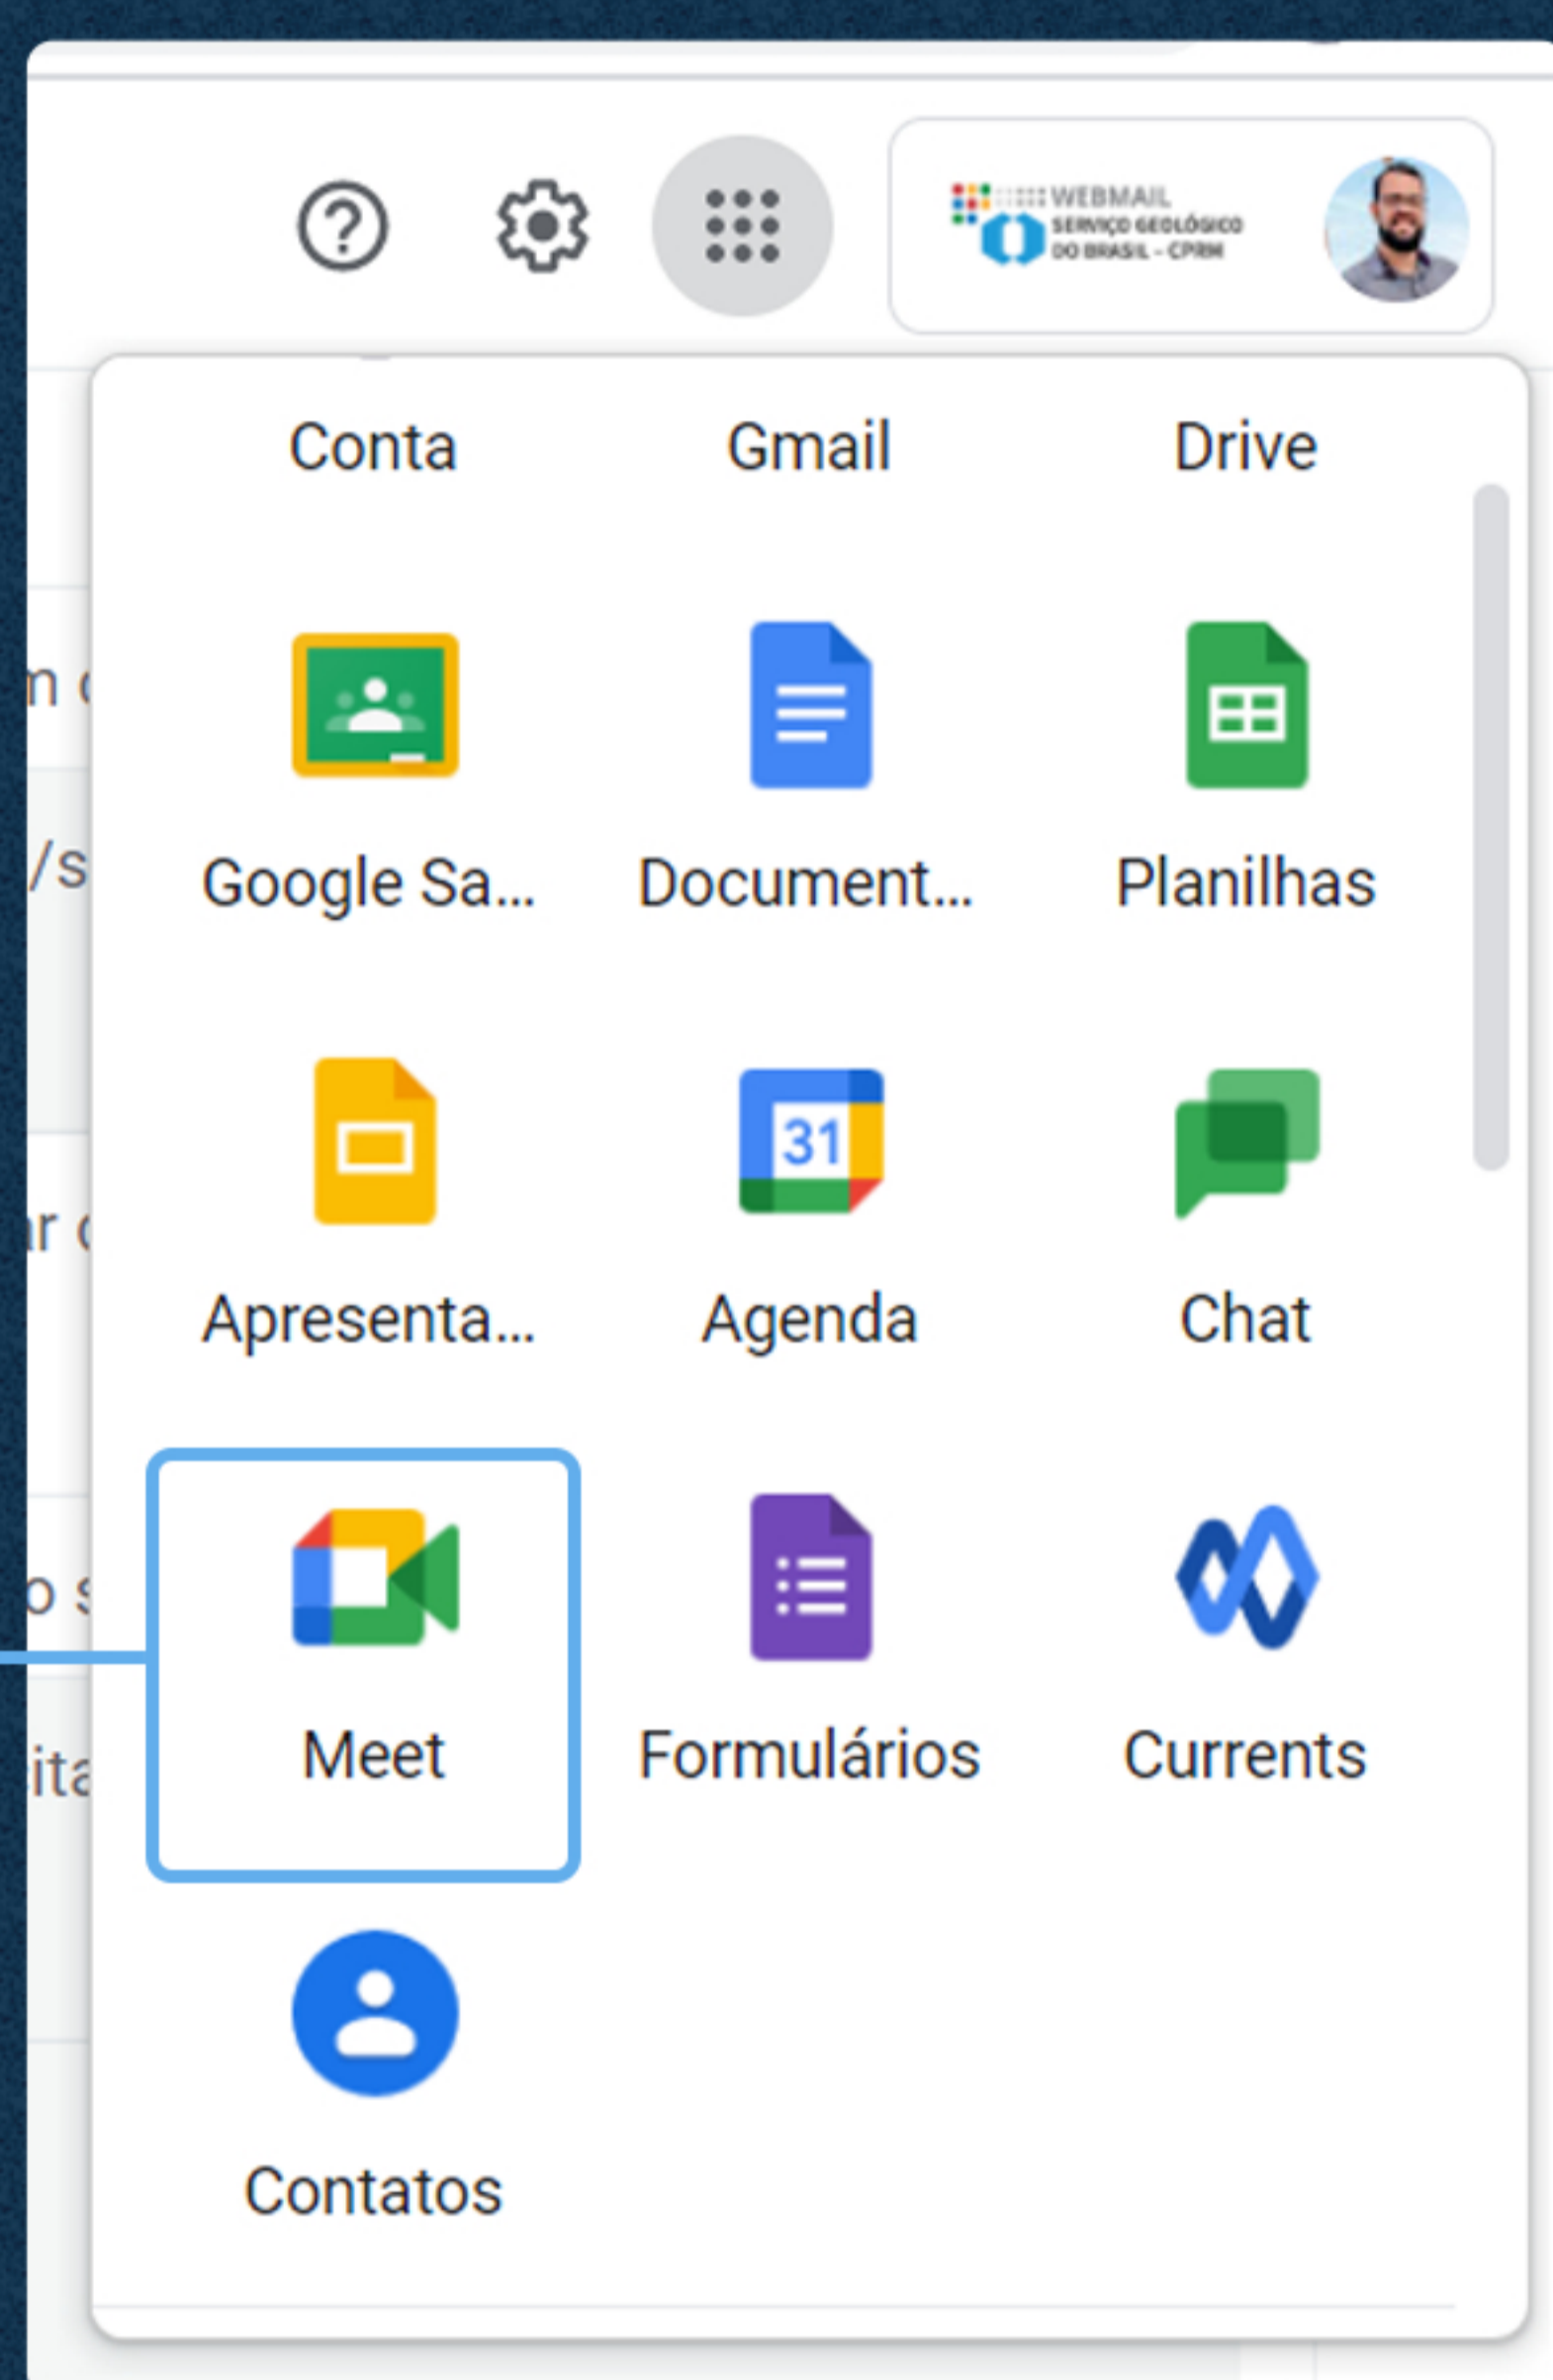 WEBMAIL
SERVIÇO GEOLÓGICO
DO BRASIL - CPRM
Conta Gmail Drive
Google Sa... Document... Planilhas
31
Apresenta... Agenda Chat
Meet Formulários Currents
Contatos
/s
o s